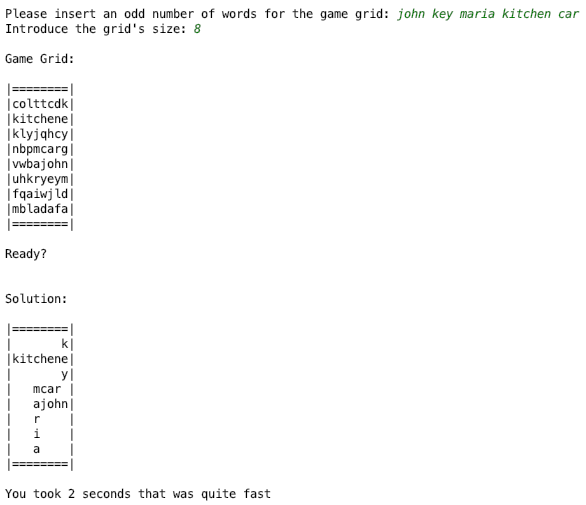 Please insert an odd number of words for the game grid: john key maria kitchen car
Introduce the grid's size: 8
Game Grid:
|========|
|colttcdk|
|kitchene|
|klyjqhcy|
|nbpmcarg|
|vwbajohn|
|uhkryeym|
|fqaiwjld|
|mbladafa|
|========|
Ready?
Solution:
|========|
|       k|
|kitchene|
|       y|
|   mcar |
|   ajohn|
|   r    |
|   i    |
|   a    |
|========|
You took 2 seconds that was quite fast